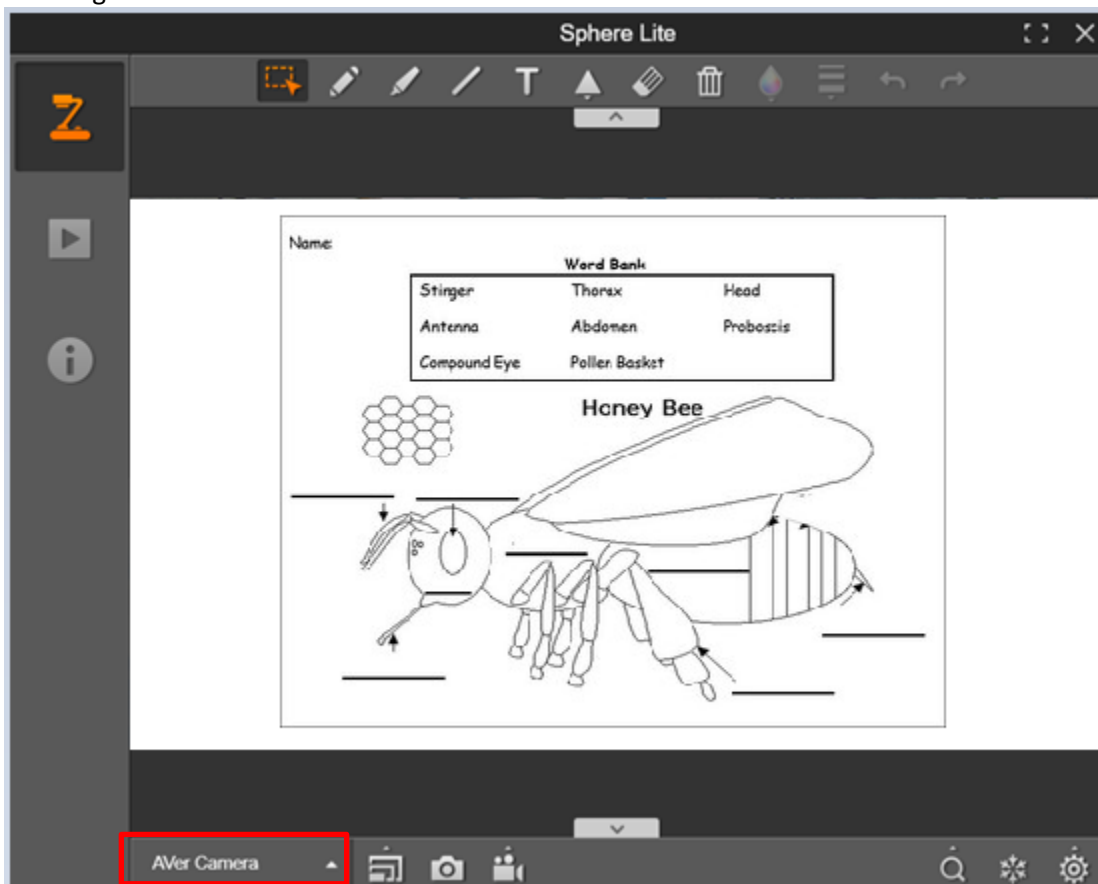 Sphere Lite
T
Name:
Word Bank
Stinger Thorax Head
Antenna Abdomen Proboscis
Compound Eye Pollen Basket
Honey Bee
AVer Camera